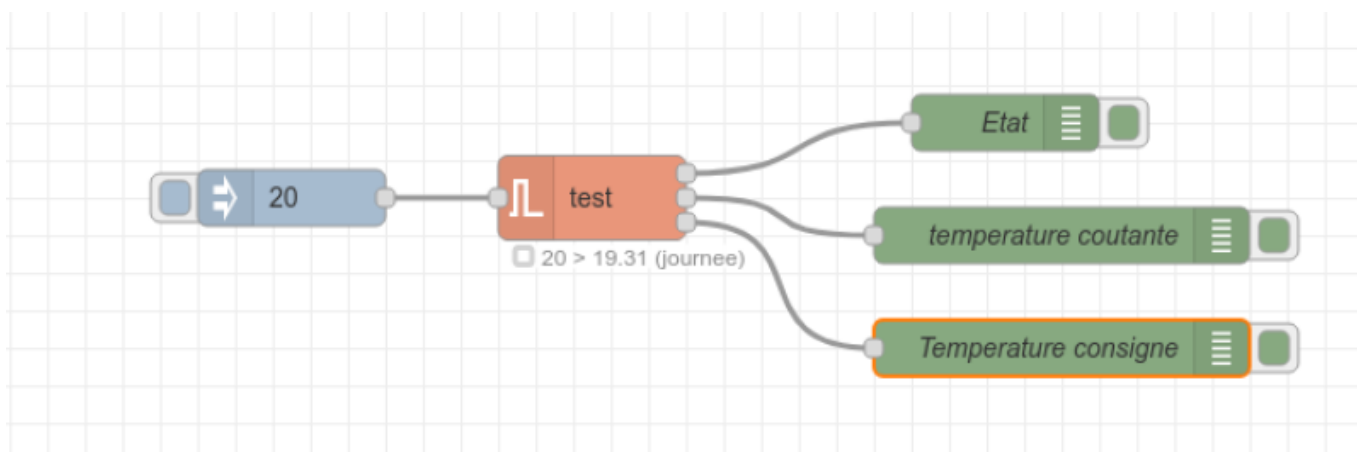 Etat
20
test
temperature coutante
20 > 19.31 (journee)
Temperature consigne